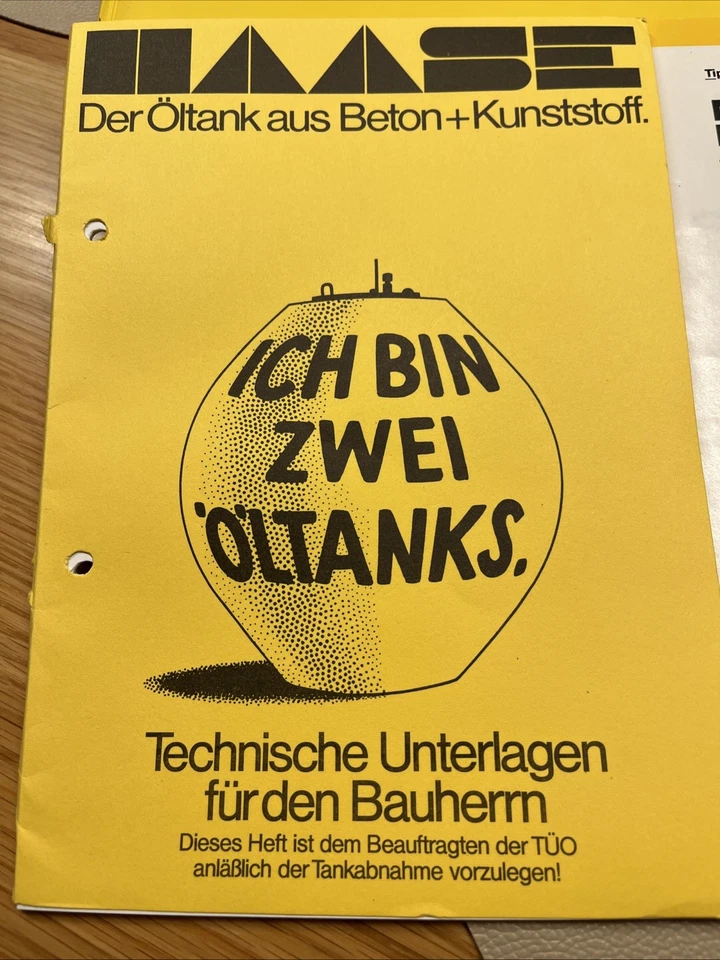 HAASE
Der Öltank aus Beton+Kunststoff.
Tip
ICH BIN
ZWEI
ÖLTANKS.
Technische Unterlagen
für den Bauherrn
Dieses Heft ist dem Beauftragten der TÜO
anläßlich der Tankabnahme vorzulegen!